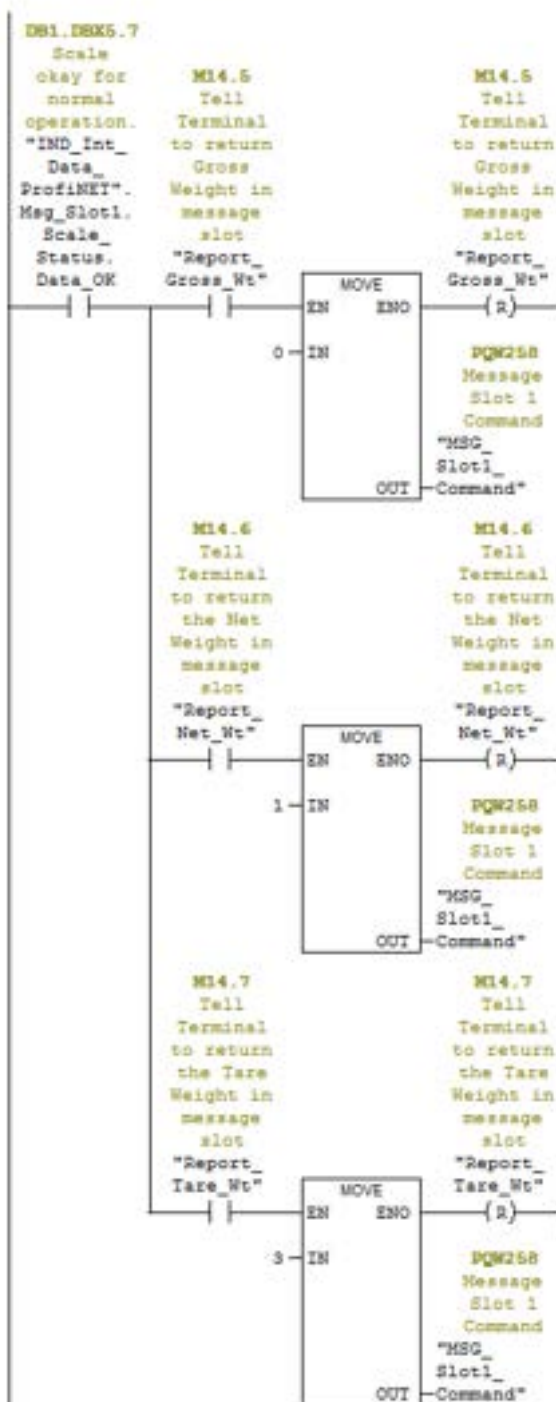 DB1.DBX5.7
Scale
okay for
normal
operation.
"IND_Int_
Data_
ProfiNET".
Msg_Slot1.
Scale_
Status.
Data_OK
M14.5
Tell
Terminal
to return
Gross
Weight in
message
slot
"Report_
Gross_Wt"
MOVE
EN ENO
0 IN
OUT
M14.5
Tell
Terminal
to return
Gross
Weight in
message
slot
"Report_
Gross_Wt"
(R)
PQW258
Message
Slot 1
Command
"MSG_
Slot1_
Command"
M14.6
Tell
Terminal
to return
the Net
Weight in
message
slot
"Report_
Net_Wt"
MOVE
EN ENO
1 IN
OUT
M14.6
Tell
Terminal
to return
the Net
Weight in
message
slot
"Report_
Net_Wt"
(R)
PQW258
Message
Slot 1
Command
"MSG_
Slot1_
Command"
M14.7
Tell
Terminal
to return
the Tare
Weight in
message
slot
"Report_
Tare_Wt"
MOVE
EN ENO
3 IN
OUT
M14.7
Tell
Terminal
to return
the Tare
Weight in
message
slot
"Report_
Tare_Wt"
(R)
PQW258
Message
Slot 1
Command
"MSG_
Slot1_
Command"